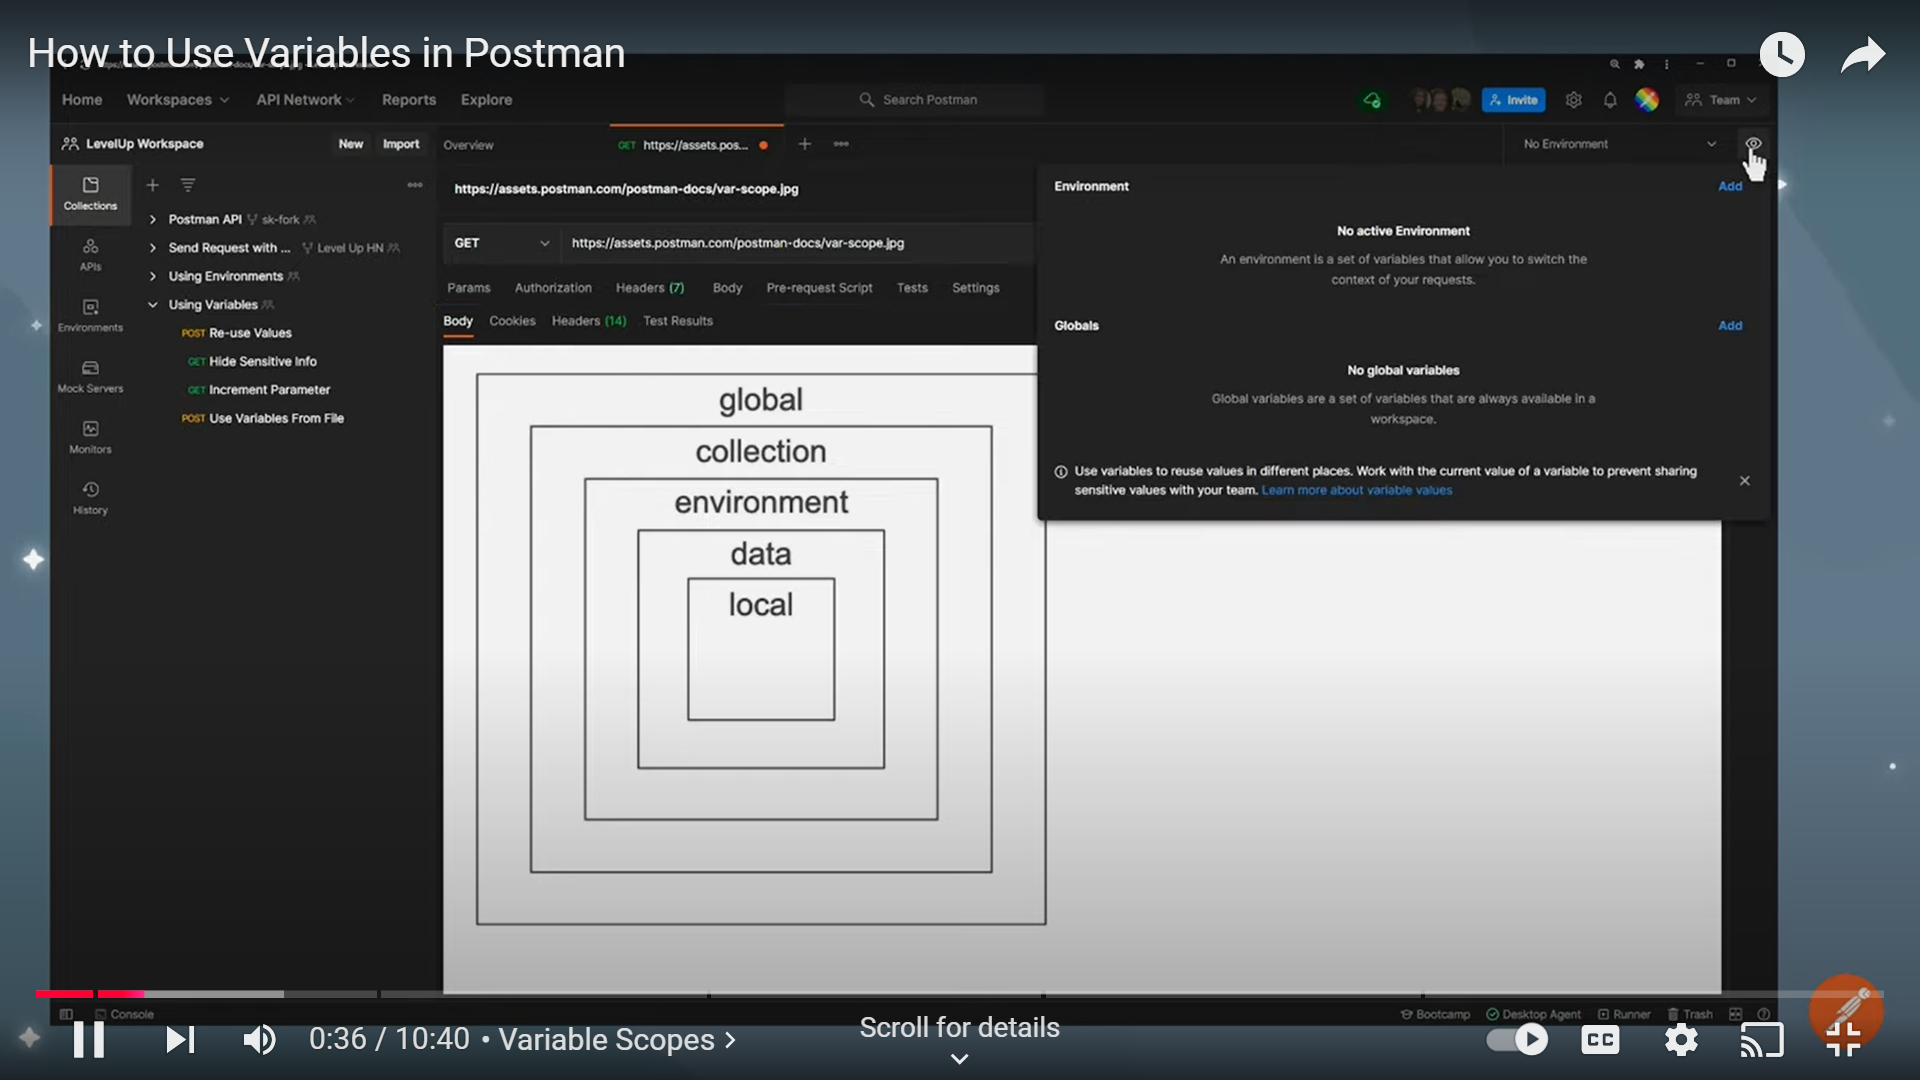 How to Use Variables in Postman
Home Workspaces API Network Reports Explore Search Postman Invite Team
LevelUp Workspace New Import Overview GET https://assets.pos... No Environment
Collections
APIs
Environments
Mock Servers
Monitors
History
Postman API sk-fork
Send Request with ... Level Up HN
Using Environments
Using Variables
POST Re-use Values
GET Hide Sensitive Info
GET Increment Parameter
POST Use Variables From File
https://assets.postman.com/postman-docs/var-scope.jpg
GET https://assets.postman.com/postman-docs/var-scope.jpg
Params Authorization Headers (7) Body Pre-request Script Tests Settings
Body Cookies Headers (14) Test Results
global
collection
environment
data
local
Environment Add
No active Environment
An environment is a set of variables that allow you to switch the
context of your requests.
Globals Add
No global variables
Global variables are a set of variables that are always available in a
workspace.
Use variables to reuse values in different places. Work with the current value of a variable to prevent sharing
sensitive values with your team. Learn more about variable values
Console Bootcamp Desktop Agent Runner Trash
0:36 / 10:40 • Variable Scopes
Scroll for details
CC